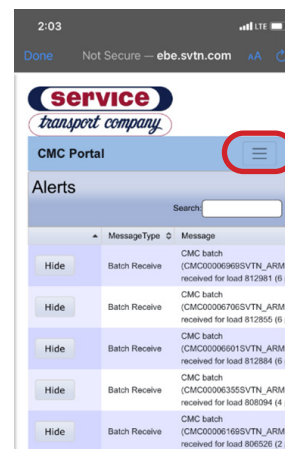 2:03
LTE
Done Not Secure — ebe.svtn.com AA
service
transport company
CMC Portal
Alerts
Search:
MessageType Message
CMC batch
Hide Batch Receive (CMC00006969SVTN_ARM
received for load 812981 (6
CMC batch
Hide Batch Receive (CMC00006706SVTN_ARM
received for load 812855 (6
CMC batch
Hide Batch Receive (CMC00006601SVTN_ARM
received for load 812884 (6
CMC batch
Hide Batch Receive (CMC00006355SVTN_ARM
received for load 808094 (4
CMC batch
Hide Batch Receive (CMC00006169SVTN_ARM
received for load 806526 (2